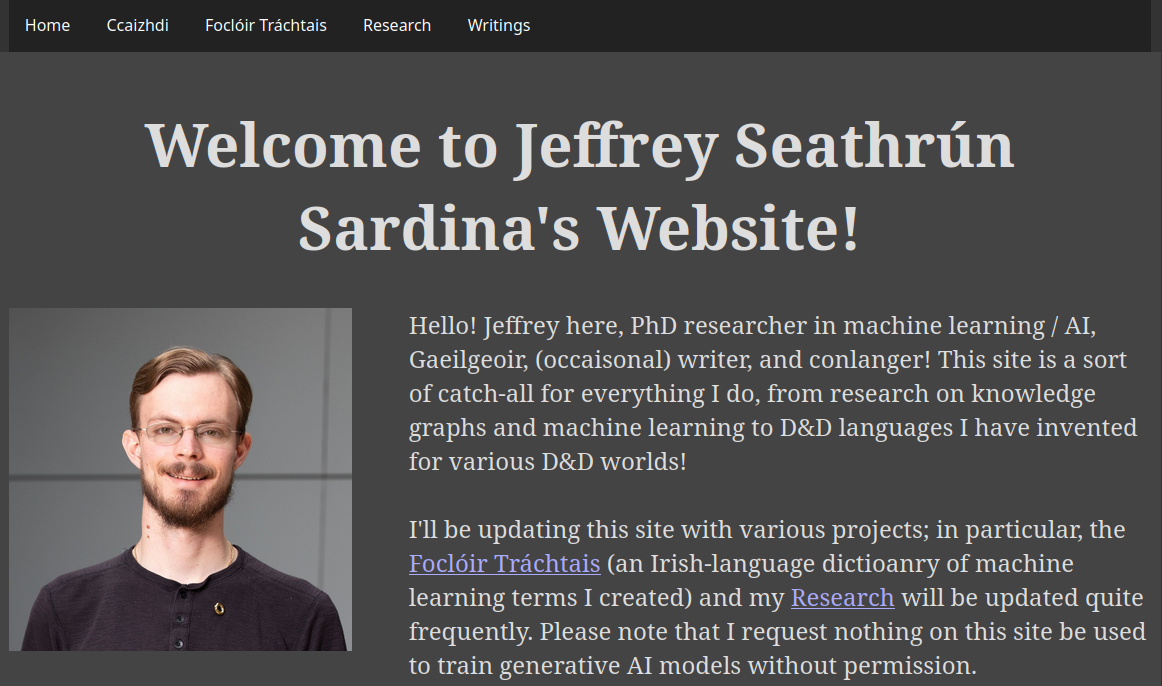 Home Ccaizhdi Foclóir Tráchtais Research Writings
Welcome to Jeffrey Seathrún
Sardina's Website!
Hello! Jeffrey here, PhD researcher in machine learning / AI,
Gaeilgeoir, (occaisonal) writer, and conlanger! This site is a sort
of catch-all for everything I do, from research on knowledge
graphs and machine learning to D&D languages I have invented
for various D&D worlds!
I'll be updating this site with various projects; in particular, the
Foclóir Tráchtais (an Irish-language dictioanry of machine
learning terms I created) and my Research will be updated quite
frequently. Please note that I request nothing on this site be used
to train generative AI models without permission.